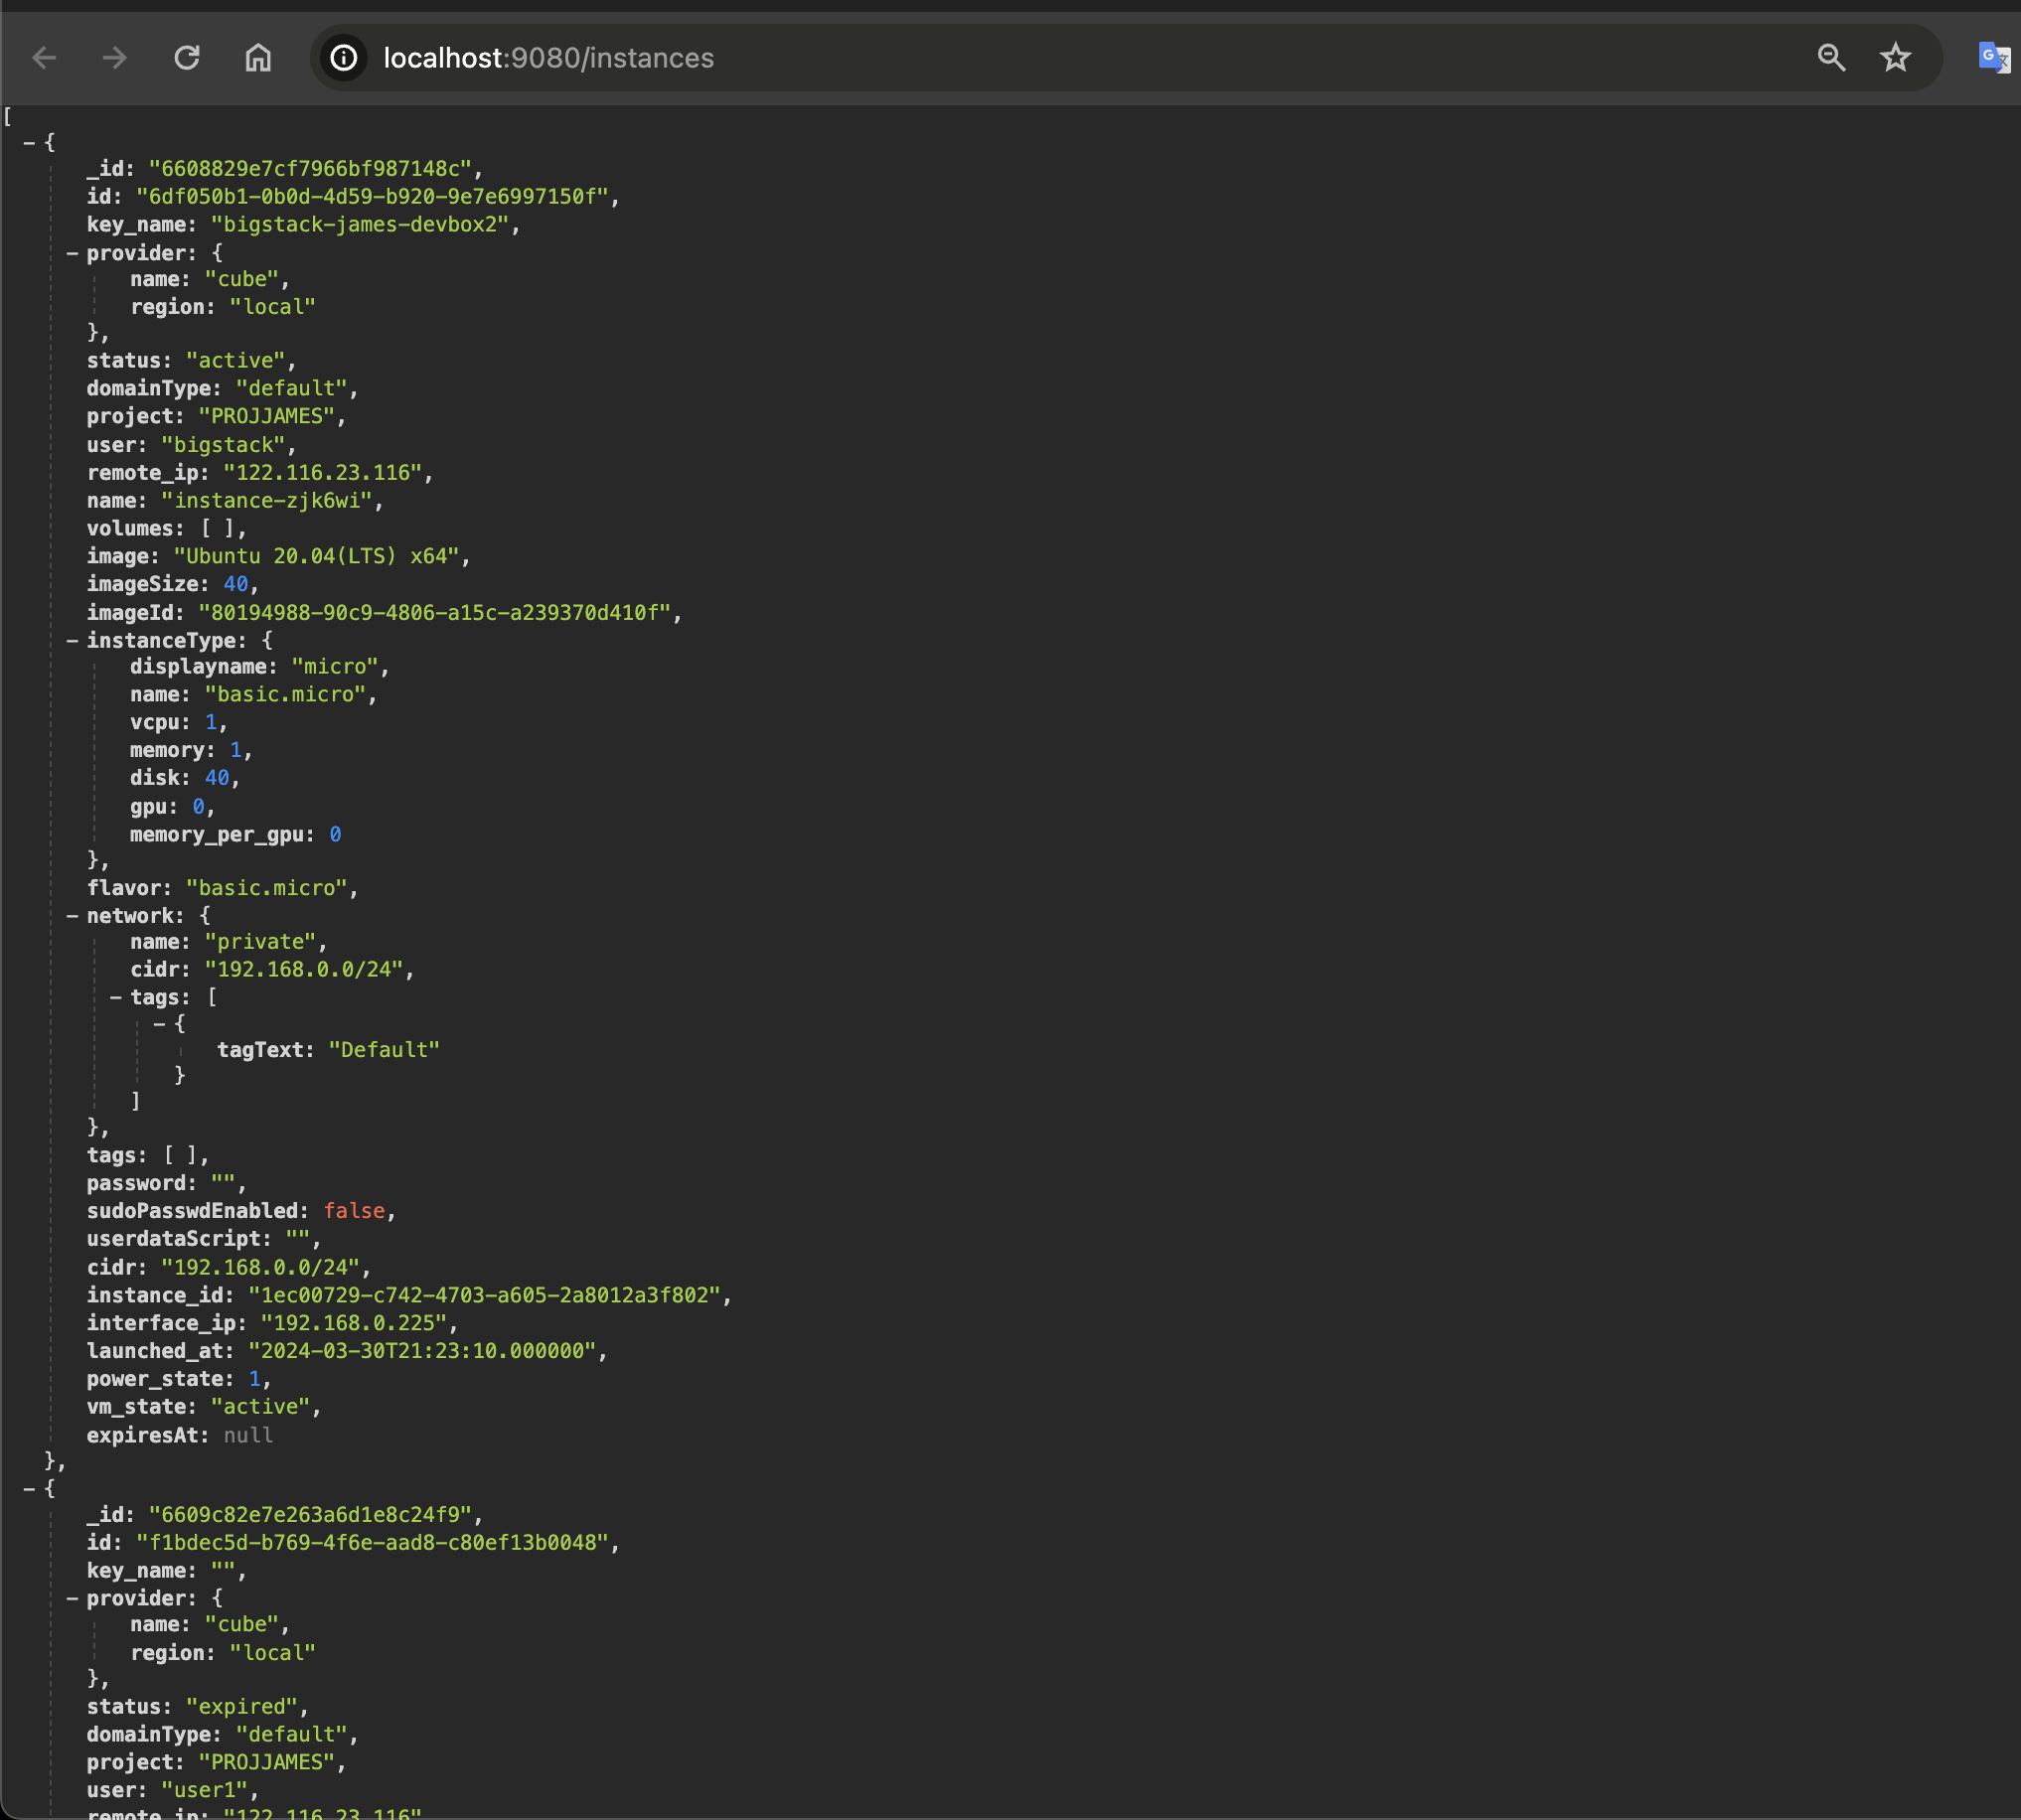 localhost:9080/instances
[
– {
_id: "6608829e7cf7966bf987148c",
id: "6df050b1-0b0d-4d59-b920-9e7e6997150f",
key_name: "bigstack-james-devbox2",
– provider: {
name: "cube",
region: "local"
},
status: "active",
domainType: "default",
project: "PROJJAMES",
user: "bigstack",
remote_ip: "122.116.23.116",
name: "instance-zjk6wi",
volumes: [ ],
image: "Ubuntu 20.04(LTS) x64",
imageSize: 40,
imageId: "80194988-90c9-4806-a15c-a239370d410f",
– instanceType: {
displayname: "micro",
name: "basic.micro",
vcpu: 1,
memory: 1,
disk: 40,
gpu: 0,
memory_per_gpu: 0
},
flavor: "basic.micro",
– network: {
name: "private",
cidr: "192.168.0.0/24",
– tags: [
– {
tagText: "Default"
}
]
},
tags: [ ],
password: "",
sudoPasswdEnabled: false,
userdataScript: "",
cidr: "192.168.0.0/24",
instance_id: "1ec00729-c742-4703-a605-2a8012a3f802",
interface_ip: "192.168.0.225",
launched_at: "2024-03-30T21:23:10.000000",
power_state: 1,
vm_state: "active",
expiresAt: null
},
– {
_id: "6609c82e7e263a6d1e8c24f9",
id: "f1bdec5d-b769-4f6e-aad8-c80ef13b0048",
key_name: "",
– provider: {
name: "cube",
region: "local"
},
status: "expired",
domainType: "default",
project: "PROJJAMES",
user: "user1",
remote_ip: "122.116.23.116"